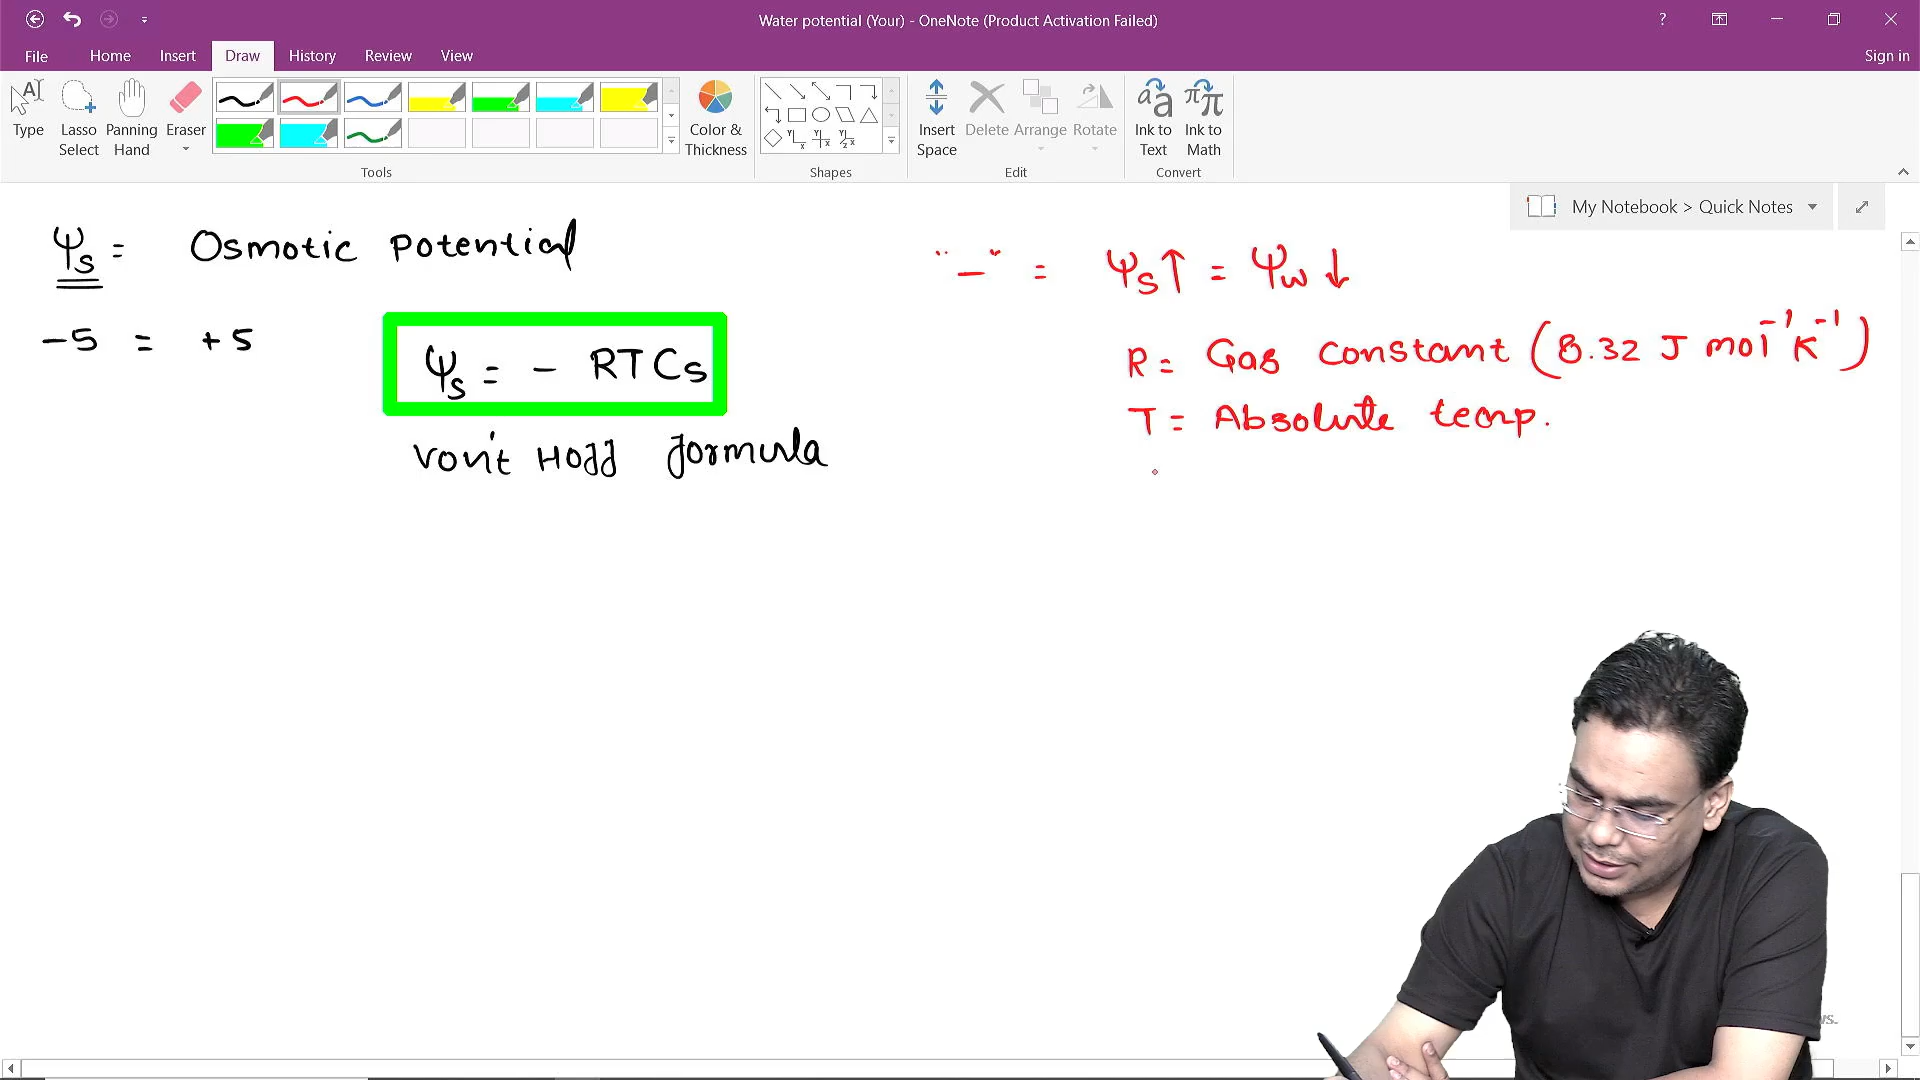 Water potential (Your) - OneNote (Product Activation Failed)
?
File Home Insert Draw History Review View
Sign in
Type Lasso Select Panning Hand Eraser
Color & Thickness
Insert Space Delete Arrange Rotate
Ink to Text Ink to Math
Tools Shapes Edit Convert
My Notebook > Quick Notes
Ψs = Osmotic Potential
-5 = +5
Ψs = - RTCs
Von't Hoff formula
"-" = Ψs↑ = Ψw↓
R = Gas constant (8.32 J mol⁻¹ K⁻¹)
T = Absolute temp.